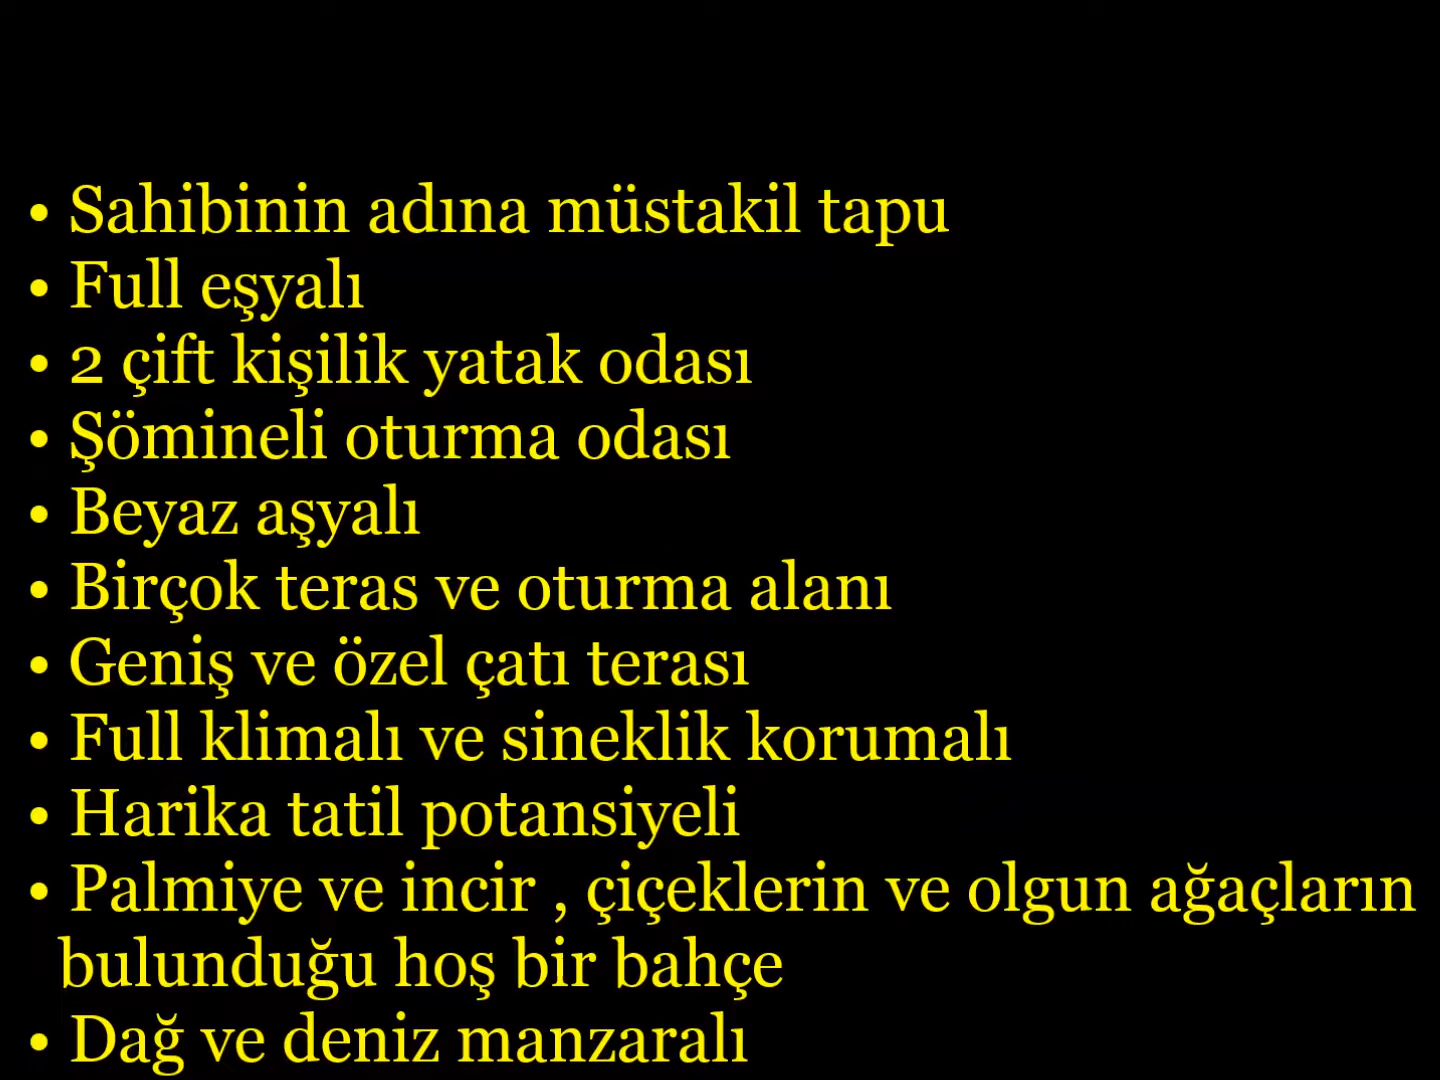 • Sahibinin adına müstakil tapu
• Full eşyalı
• 2 çift kişilik yatak odası
• Şömineli oturma odası
• Beyaz aşyalı
• Birçok teras ve oturma alanı
• Geniş ve özel çatı terası
• Full klimalı ve sineklik korumalı
• Harika tatil potansiyeli
• Palmiye ve incir , çiçeklerin ve olgun ağaçların
bulunduğu hoş bir bahçe
• Dağ ve deniz manzaralı